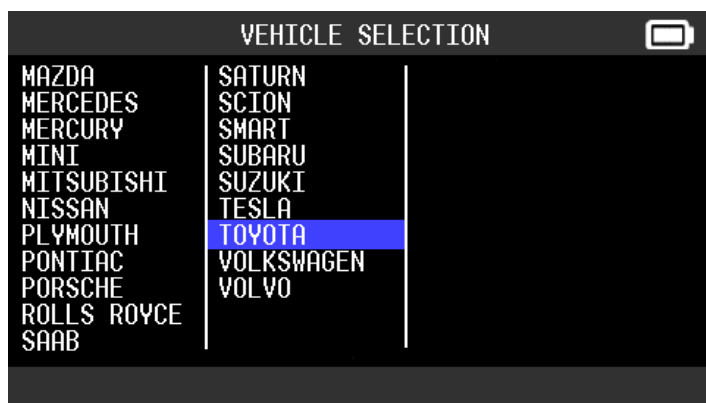 VEHICLE SELECTION
MAZDA
MERCEDES
MERCURY
MINI
MITSUBISHI
NISSAN
PLYMOUTH
PONTIAC
PORSCHE
ROLLS ROYCE
SAAB
SATURN
SCION
SMART
SUBARU
SUZUKI
TESLA
TOYOTA
VOLKSWAGEN
VOLVO